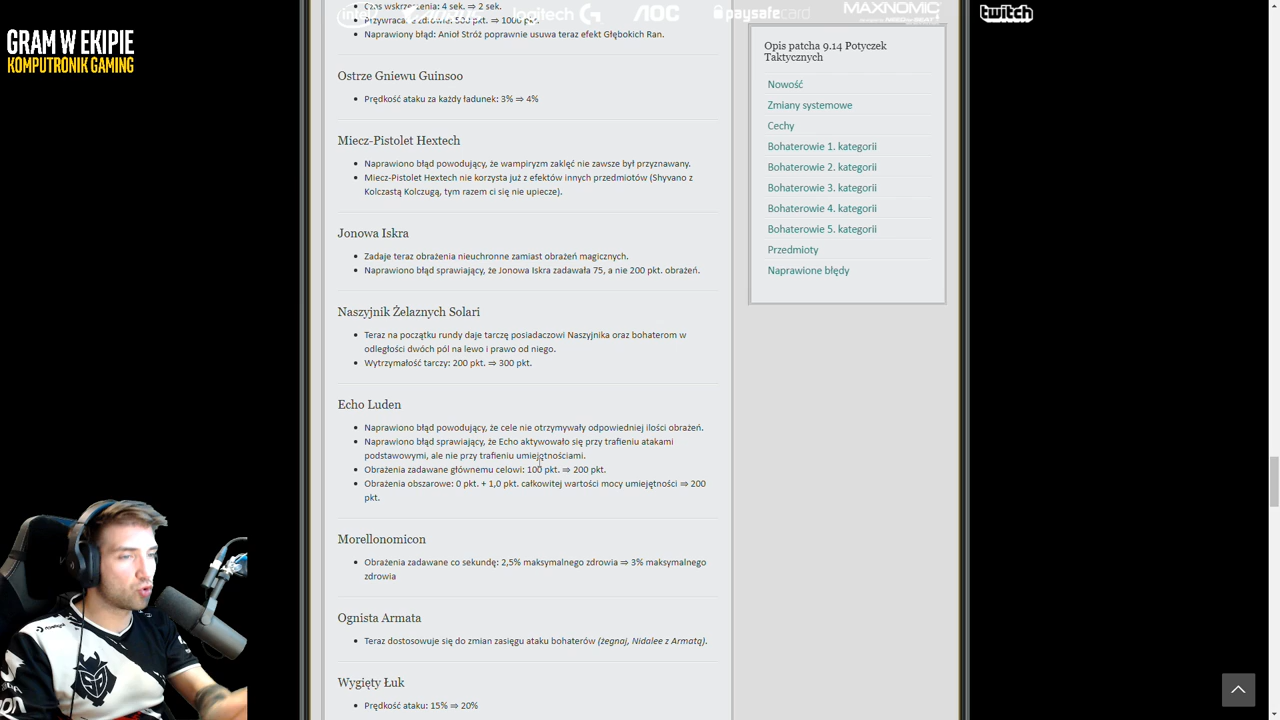 Czas wskrzeszenia: 4 sek. ⇒ 2 sek.
Przywracane zdrowie: 500 pkt. ⇒ 1000 pkt.
Naprawiony błąd: Anioł Stróż poprawnie usuwa teraz efekt Głębokich Ran.
intel
logitech G
AOC
paysafecard
MAXNOMIC
twitch
GRAM W EKIPIE
KOMPUTRONIK GAMING
Ostrze Gniewu Guinsoo
Prędkość ataku za każdy ładunek: 3% ⇒ 4%
Miecz-Pistolet Hextech
Naprawiono błąd powodujący, że wampiryzm zaklęć nie zawsze był przyznawany.
Miecz-Pistolet Hextech nie korzysta już z efektów innych przedmiotów (Shyvano z
Kolczastą Kolczugą, tym razem ci się nie upiecze).
Jonowa Iskra
Zadaje teraz obrażenia nieuchronne zamiast obrażeń magicznych.
Naprawiono błąd sprawiający, że Jonowa Iskra zadawała 75, a nie 200 pkt. obrażeń.
Naszyjnik Żelaznych Solari
Teraz na początku rundy daje tarczę posiadaczowi Naszyjnika oraz bohaterom w
odległości dwóch pól na lewo i prawo od niego.
Wytrzymałość tarczy: 200 pkt. ⇒ 300 pkt.
Echo Luden
Naprawiono błąd powodujący, że cele nie otrzymywały odpowiedniej ilości obrażeń.
Naprawiono błąd sprawiający, że Echo aktywowało się przy trafieniu atakami
podstawowymi, ale nie przy trafieniu umiejętnościami.
Obrażenia zadawane głównemu celowi: 100 pkt. ⇒ 200 pkt.
Obrażenia obszarowe: 0 pkt. + 1,0 pkt. całkowitej wartości mocy umiejętności ⇒ 200
pkt.
Morellonomicon
Obrażenia zadawane co sekundę: 2,5% maksymalnego zdrowia ⇒ 3% maksymalnego
zdrowia
Ognista Armata
Teraz dostosowuje się do zmian zasięgu ataku bohaterów (żegnaj, Nidalee z Armatą).
Wygięty Łuk
Prędkość ataku: 15% ⇒ 20%
Opis patcha 9.14 Potyczek
Taktycznych
Nowość
Zmiany systemowe
Cechy
Bohaterowie 1. kategorii
Bohaterowie 2. kategorii
Bohaterowie 3. kategorii
Bohaterowie 4. kategorii
Bohaterowie 5. kategorii
Przedmioty
Naprawione błędy